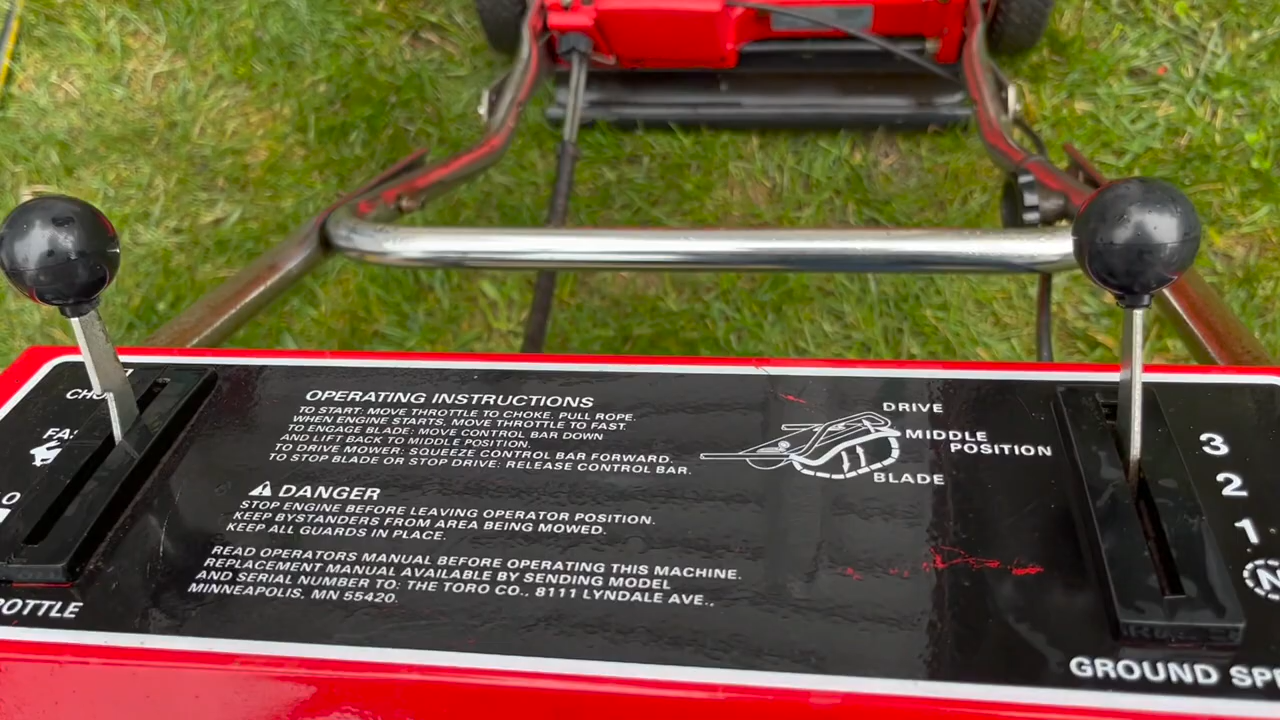 OPERATING INSTRUCTIONS
TO START: MOVE THROTTLE TO CHOKE. PULL ROPE.
WHEN ENGINE STARTS, MOVE THROTTLE TO FAST.
TO ENGAGE BLADE: MOVE CONTROL BAR DOWN
AND LIFT BACK TO MIDDLE POSITION.
TO DRIVE MOWER: SQUEEZE CONTROL BAR FORWARD.
TO STOP BLADE OR STOP DRIVE: RELEASE CONTROL BAR.
DANGER
STOP ENGINE BEFORE LEAVING OPERATOR POSITION.
KEEP BYSTANDERS FROM AREA BEING MOWED.
KEEP ALL GUARDS IN PLACE.
READ OPERATORS MANUAL BEFORE OPERATING THIS MACHINE.
REPLACEMENT MANUAL AVAILABLE BY SENDING MODEL
AND SERIAL NUMBER TO: THE TORO CO., 8111 LYNDALE AVE.,
MINNEAPOLIS, MN 55420.
DRIVE
MIDDLE
POSITION
BLADE
3
2
1
N
GROUND